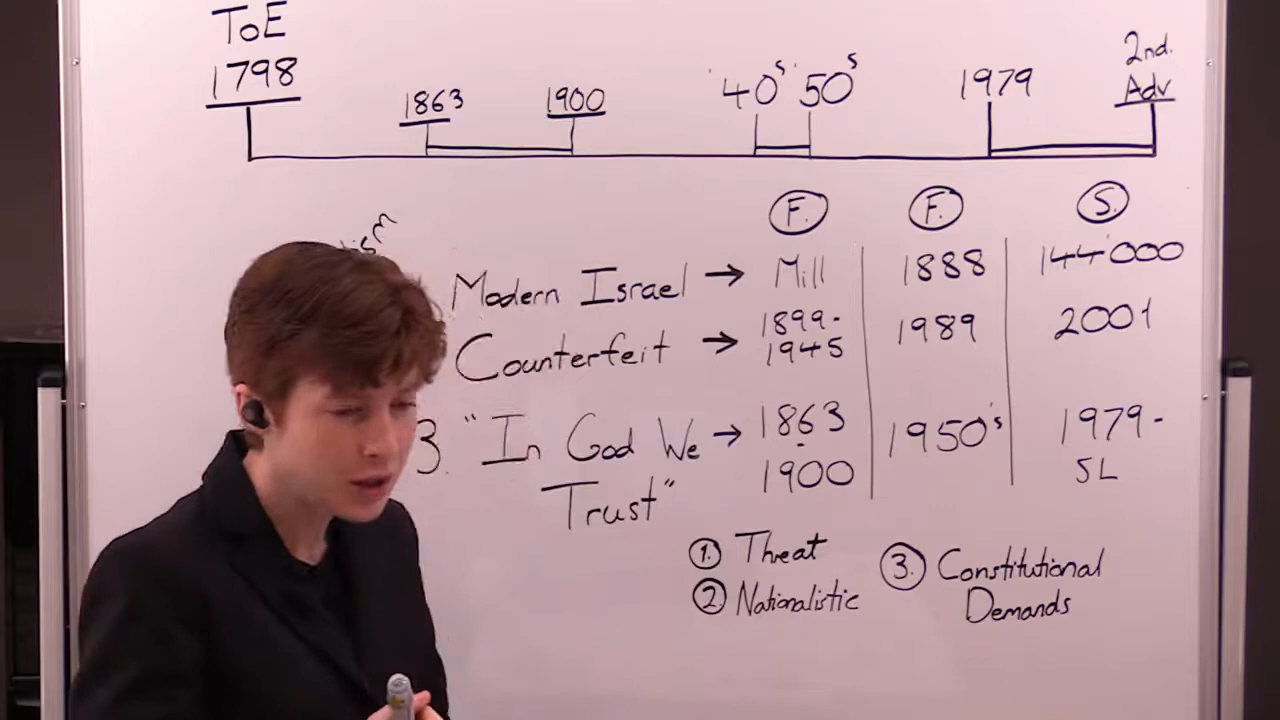 ToE
1798
1863
1900
'40s '50s
1979
2nd.
Adv
F. F. S.
Modern Israel → Mill 1888 144'000
Counterfeit → 1899-1945 1989 2001
3. "In God We Trust" → 1863-1900 1950's 1979-SL
1. Threat
2. Nationalistic
3. Constitutional
Demands